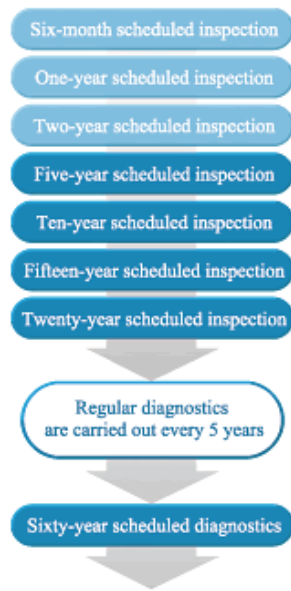 Six-month scheduled inspection
One-year scheduled inspection
Two-year scheduled inspection
Five-year scheduled inspection
Ten-year scheduled inspection
Fifteen-year scheduled inspection
Twenty-year scheduled inspection
Regular diagnostics
are carried out every 5 years
Sixty-year scheduled diagnostics